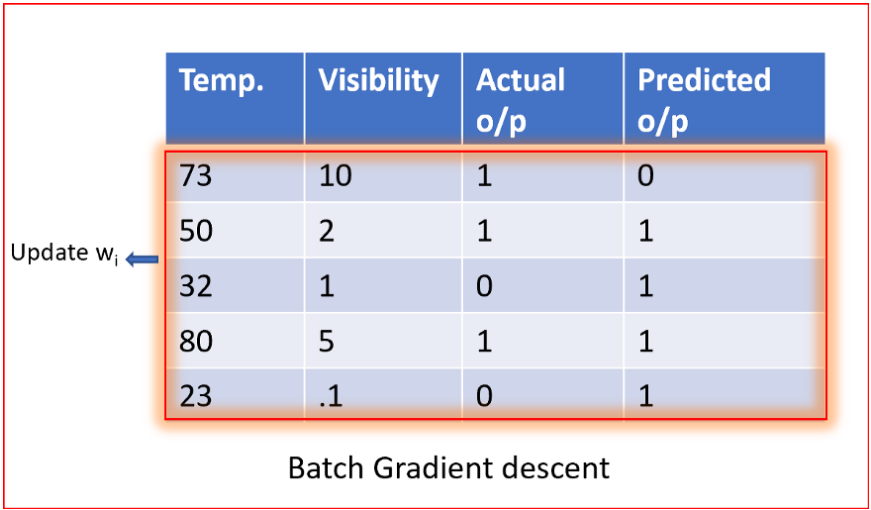 Temp. Visibility Actual o/p Predicted o/p
73 10 1 0
50 2 1 1
Update wi
32 1 0 1
80 5 1 1
23 .1 0 1
Batch Gradient descent